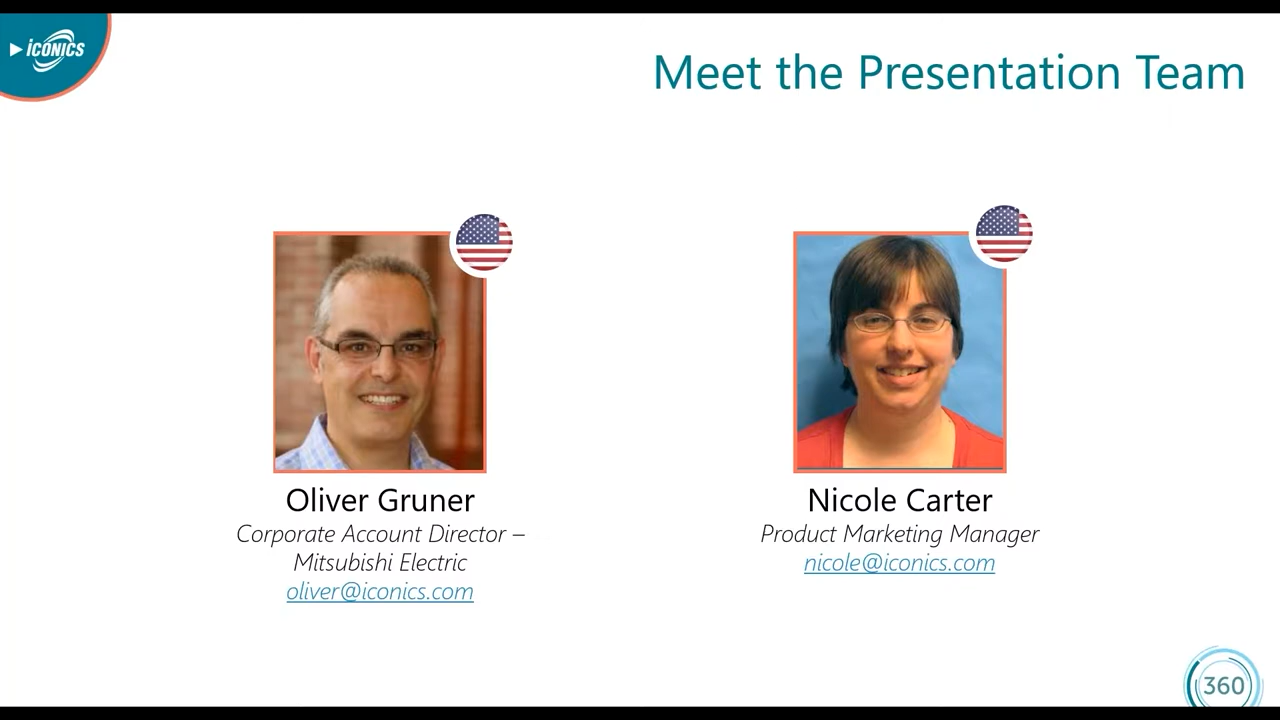 ICONICS
Meet the Presentation Team
Oliver Gruner
Corporate Account Director –
Mitsubishi Electric
oliver@iconics.com
Nicole Carter
Product Marketing Manager
nicole@iconics.com
360